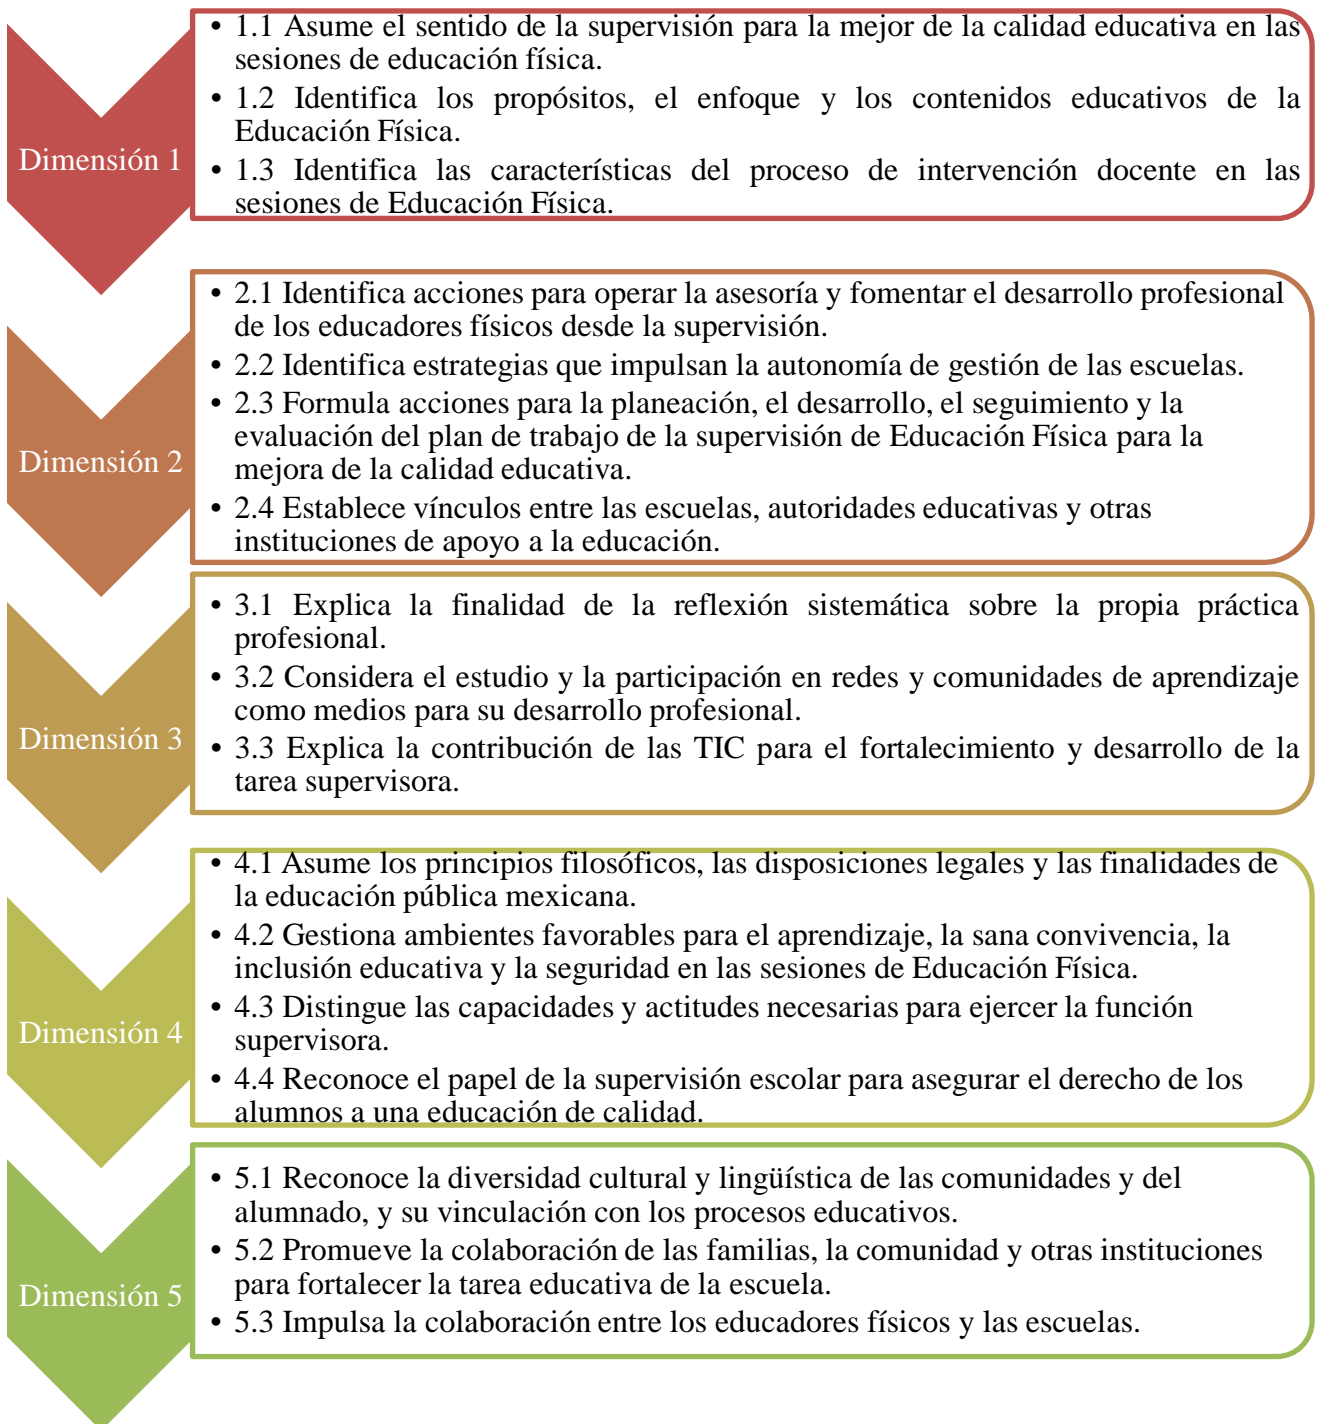 Dimensión 1
• 1.1 Asume el sentido de la supervisión para la mejor de la calidad educativa en las
sesiones de educación física.
• 1.2 Identifica los propósitos, el enfoque y los contenidos educativos de la
Educación Física.
• 1.3 Identifica las características del proceso de intervención docente en las
sesiones de Educación Física.
Dimensión 2
• 2.1 Identifica acciones para operar la asesoría y fomentar el desarrollo profesional
de los educadores físicos desde la supervisión.
• 2.2 Identifica estrategias que impulsan la autonomía de gestión de las escuelas.
• 2.3 Formula acciones para la planeación, el desarrollo, el seguimiento y la
evaluación del plan de trabajo de la supervisión de Educación Física para la
mejora de la calidad educativa.
• 2.4 Establece vínculos entre las escuelas, autoridades educativas y otras
instituciones de apoyo a la educación.
Dimensión 3
• 3.1 Explica la finalidad de la reflexión sistemática sobre la propia práctica
profesional.
• 3.2 Considera el estudio y la participación en redes y comunidades de aprendizaje
como medios para su desarrollo profesional.
• 3.3 Explica la contribución de las TIC para el fortalecimiento y desarrollo de la
tarea supervisora.
Dimensión 4
• 4.1 Asume los principios filosóficos, las disposiciones legales y las finalidades de
la educación pública mexicana.
• 4.2 Gestiona ambientes favorables para el aprendizaje, la sana convivencia, la
inclusión educativa y la seguridad en las sesiones de Educación Física.
• 4.3 Distingue las capacidades y actitudes necesarias para ejercer la función
supervisora.
• 4.4 Reconoce el papel de la supervisión escolar para asegurar el derecho de los
alumnos a una educación de calidad.
Dimensión 5
• 5.1 Reconoce la diversidad cultural y lingüística de las comunidades y del
alumnado, y su vinculación con los procesos educativos.
• 5.2 Promueve la colaboración de las familias, la comunidad y otras instituciones
para fortalecer la tarea educativa de la escuela.
• 5.3 Impulsa la colaboración entre los educadores físicos y las escuelas.